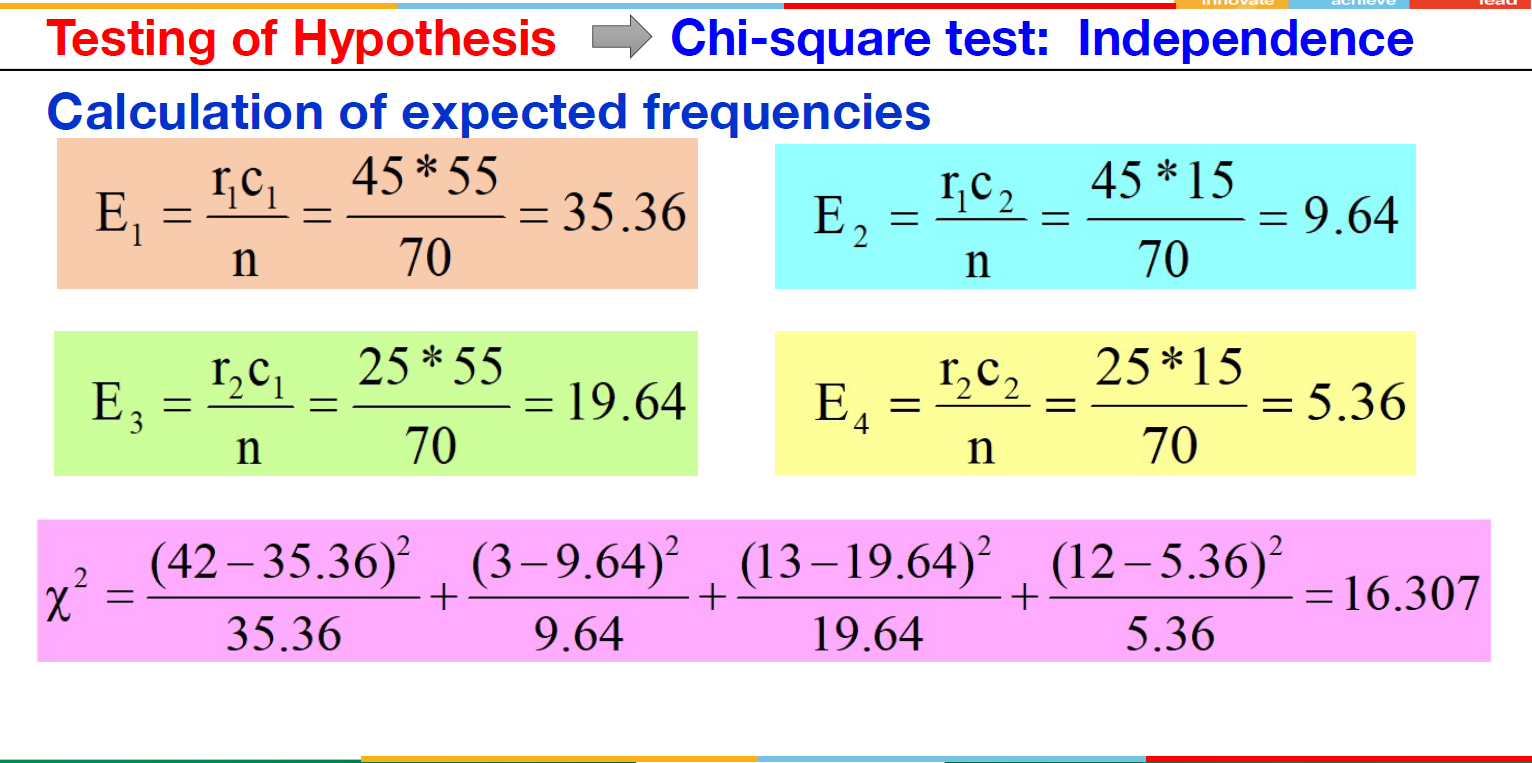 innovate achieve lead
Testing of Hypothesis Chi-square test: Independence
Calculation of expected frequencies
E₁ = r₁c₁/n = 45*55/70 = 35.36
E₂ = r₁c₂/n = 45*15/70 = 9.64
E₃ = r₂c₁/n = 25*55/70 = 19.64
E₄ = r₂c₂/n = 25*15/70 = 5.36
χ² = (42−35.36)²/35.36 + (3−9.64)²/9.64 + (13−19.64)²/19.64 + (12−5.36)²/5.36 = 16.307